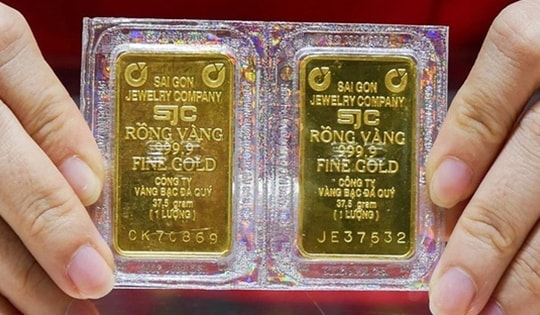 SAI GON
JEWELRY COMPANY
SJC
RỒNG VÀNG
999.9
FINE GOLD
CÔNG TY
VÀNG BẠC ĐÁ QUÝ
37,5 gram
(1 LƯỢNG)
SAI GON
JEWELRY COMPANY
SJC
RỒNG VÀNG
999.9
FINE GOLD
CÔNG TY
VÀNG BẠC ĐÁ QUÝ
37,5 gram
(1 LƯỢNG)
JE37532